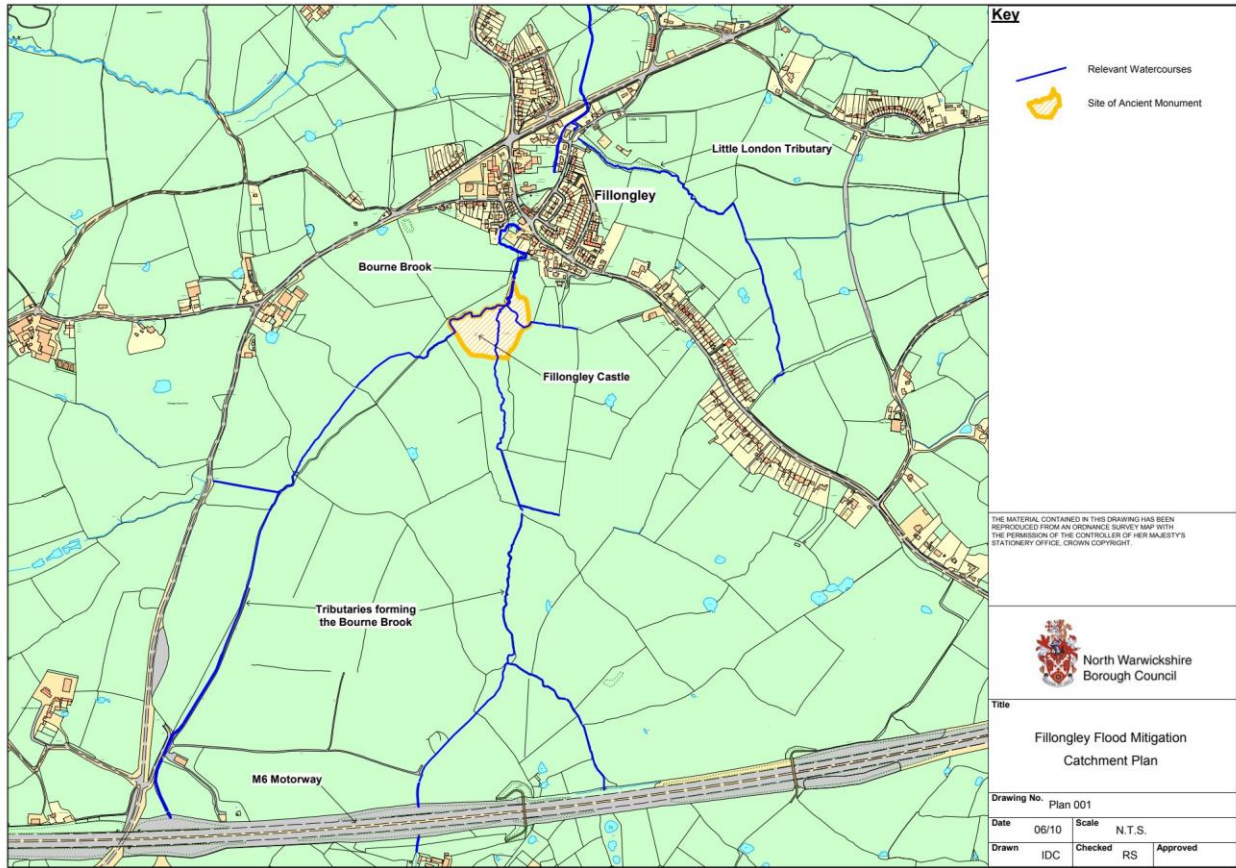 Little London Tributary
Fillongley
Bourne Brook
Fillongley Castle
Tributaries forming
the Bourne Brook
M6 Motorway
Key
Relevant Watercourses
Site of Ancient Monument
THE MATERIAL CONTAINED IN THIS DRAWING HAS BEEN
REPRODUCED FROM AN ORDNANCE SURVEY MAP WITH
THE PERMISSION OF THE CONTROLLER OF HER MAJESTY'S
STATIONERY OFFICE, CROWN COPYRIGHT.
North Warwickshire
Borough Council
Title
Fillongley Flood Mitigation
Catchment Plan
Drawing No. Plan 001
Date 06/10 Scale N.T.S.
Drawn IDC Checked RS Approved